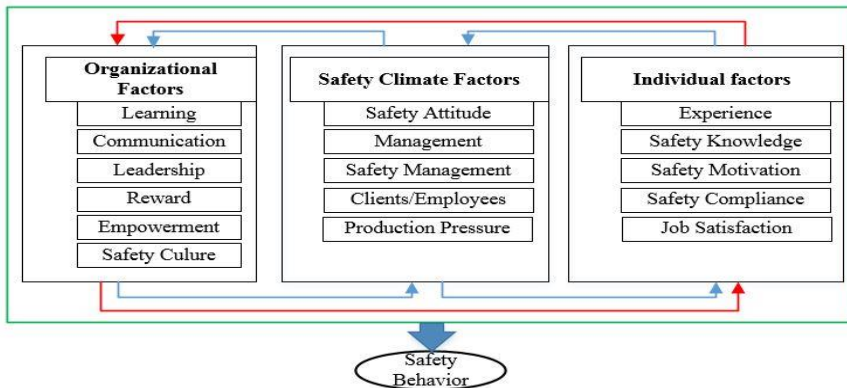 Organizational
Factors
Learning
Communication
Leadership
Reward
Empowerment
Safety Culure
Safety Climate Factors
Safety Attitude
Management
Safety Management
Clients/Employees
Production Pressure
Individual factors
Experience
Safety Knowledge
Safety Motivation
Safety Compliance
Job Satisfaction
Safety
Behavior